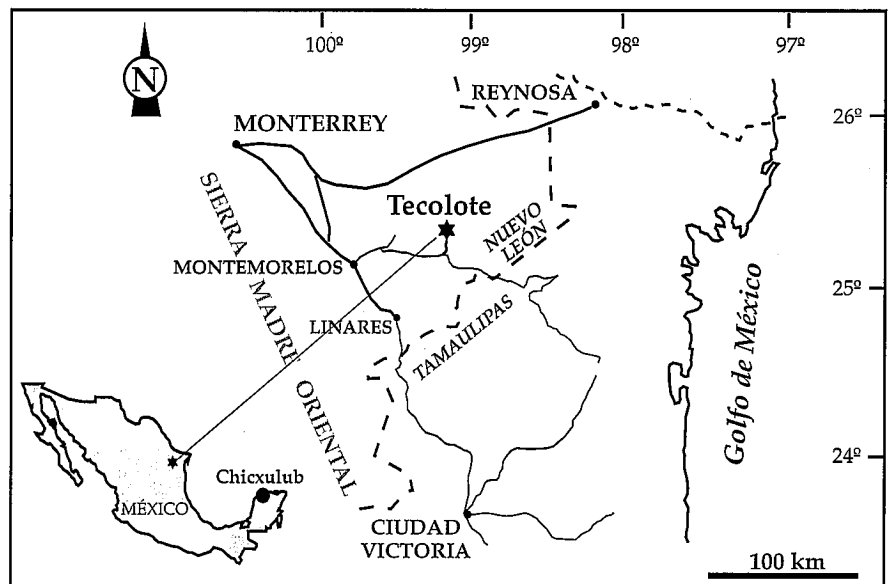 100º 99º 98º 97º
N
REYNOSA
26º
MONTERREY
Tecolote
NUEVO
LEÓN
SIERRA MADRE ORIENTAL
MONTEMORELOS
25º
LINARES
TAMAULIPAS
Golfo de México
24º
Chicxulub
MÉXICO
CIUDAD
VICTORIA
100 km